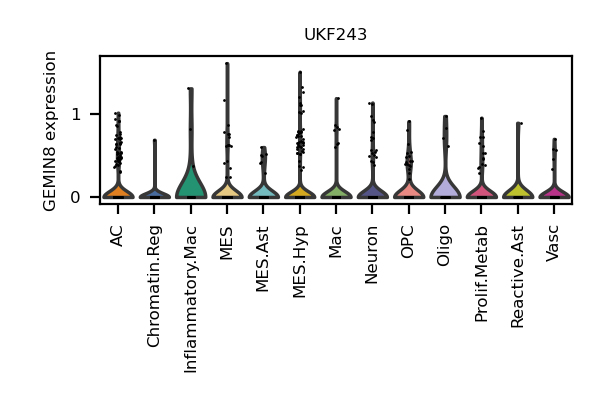 UKF243
GEMIN8 expression
1
0
AC
Chromatin.Reg
Inflammatory.Mac
MES
MES.Ast
MES.Hyp
Mac
Neuron
OPC
Oligo
Prolif.Metab
Reactive.Ast
Vasc